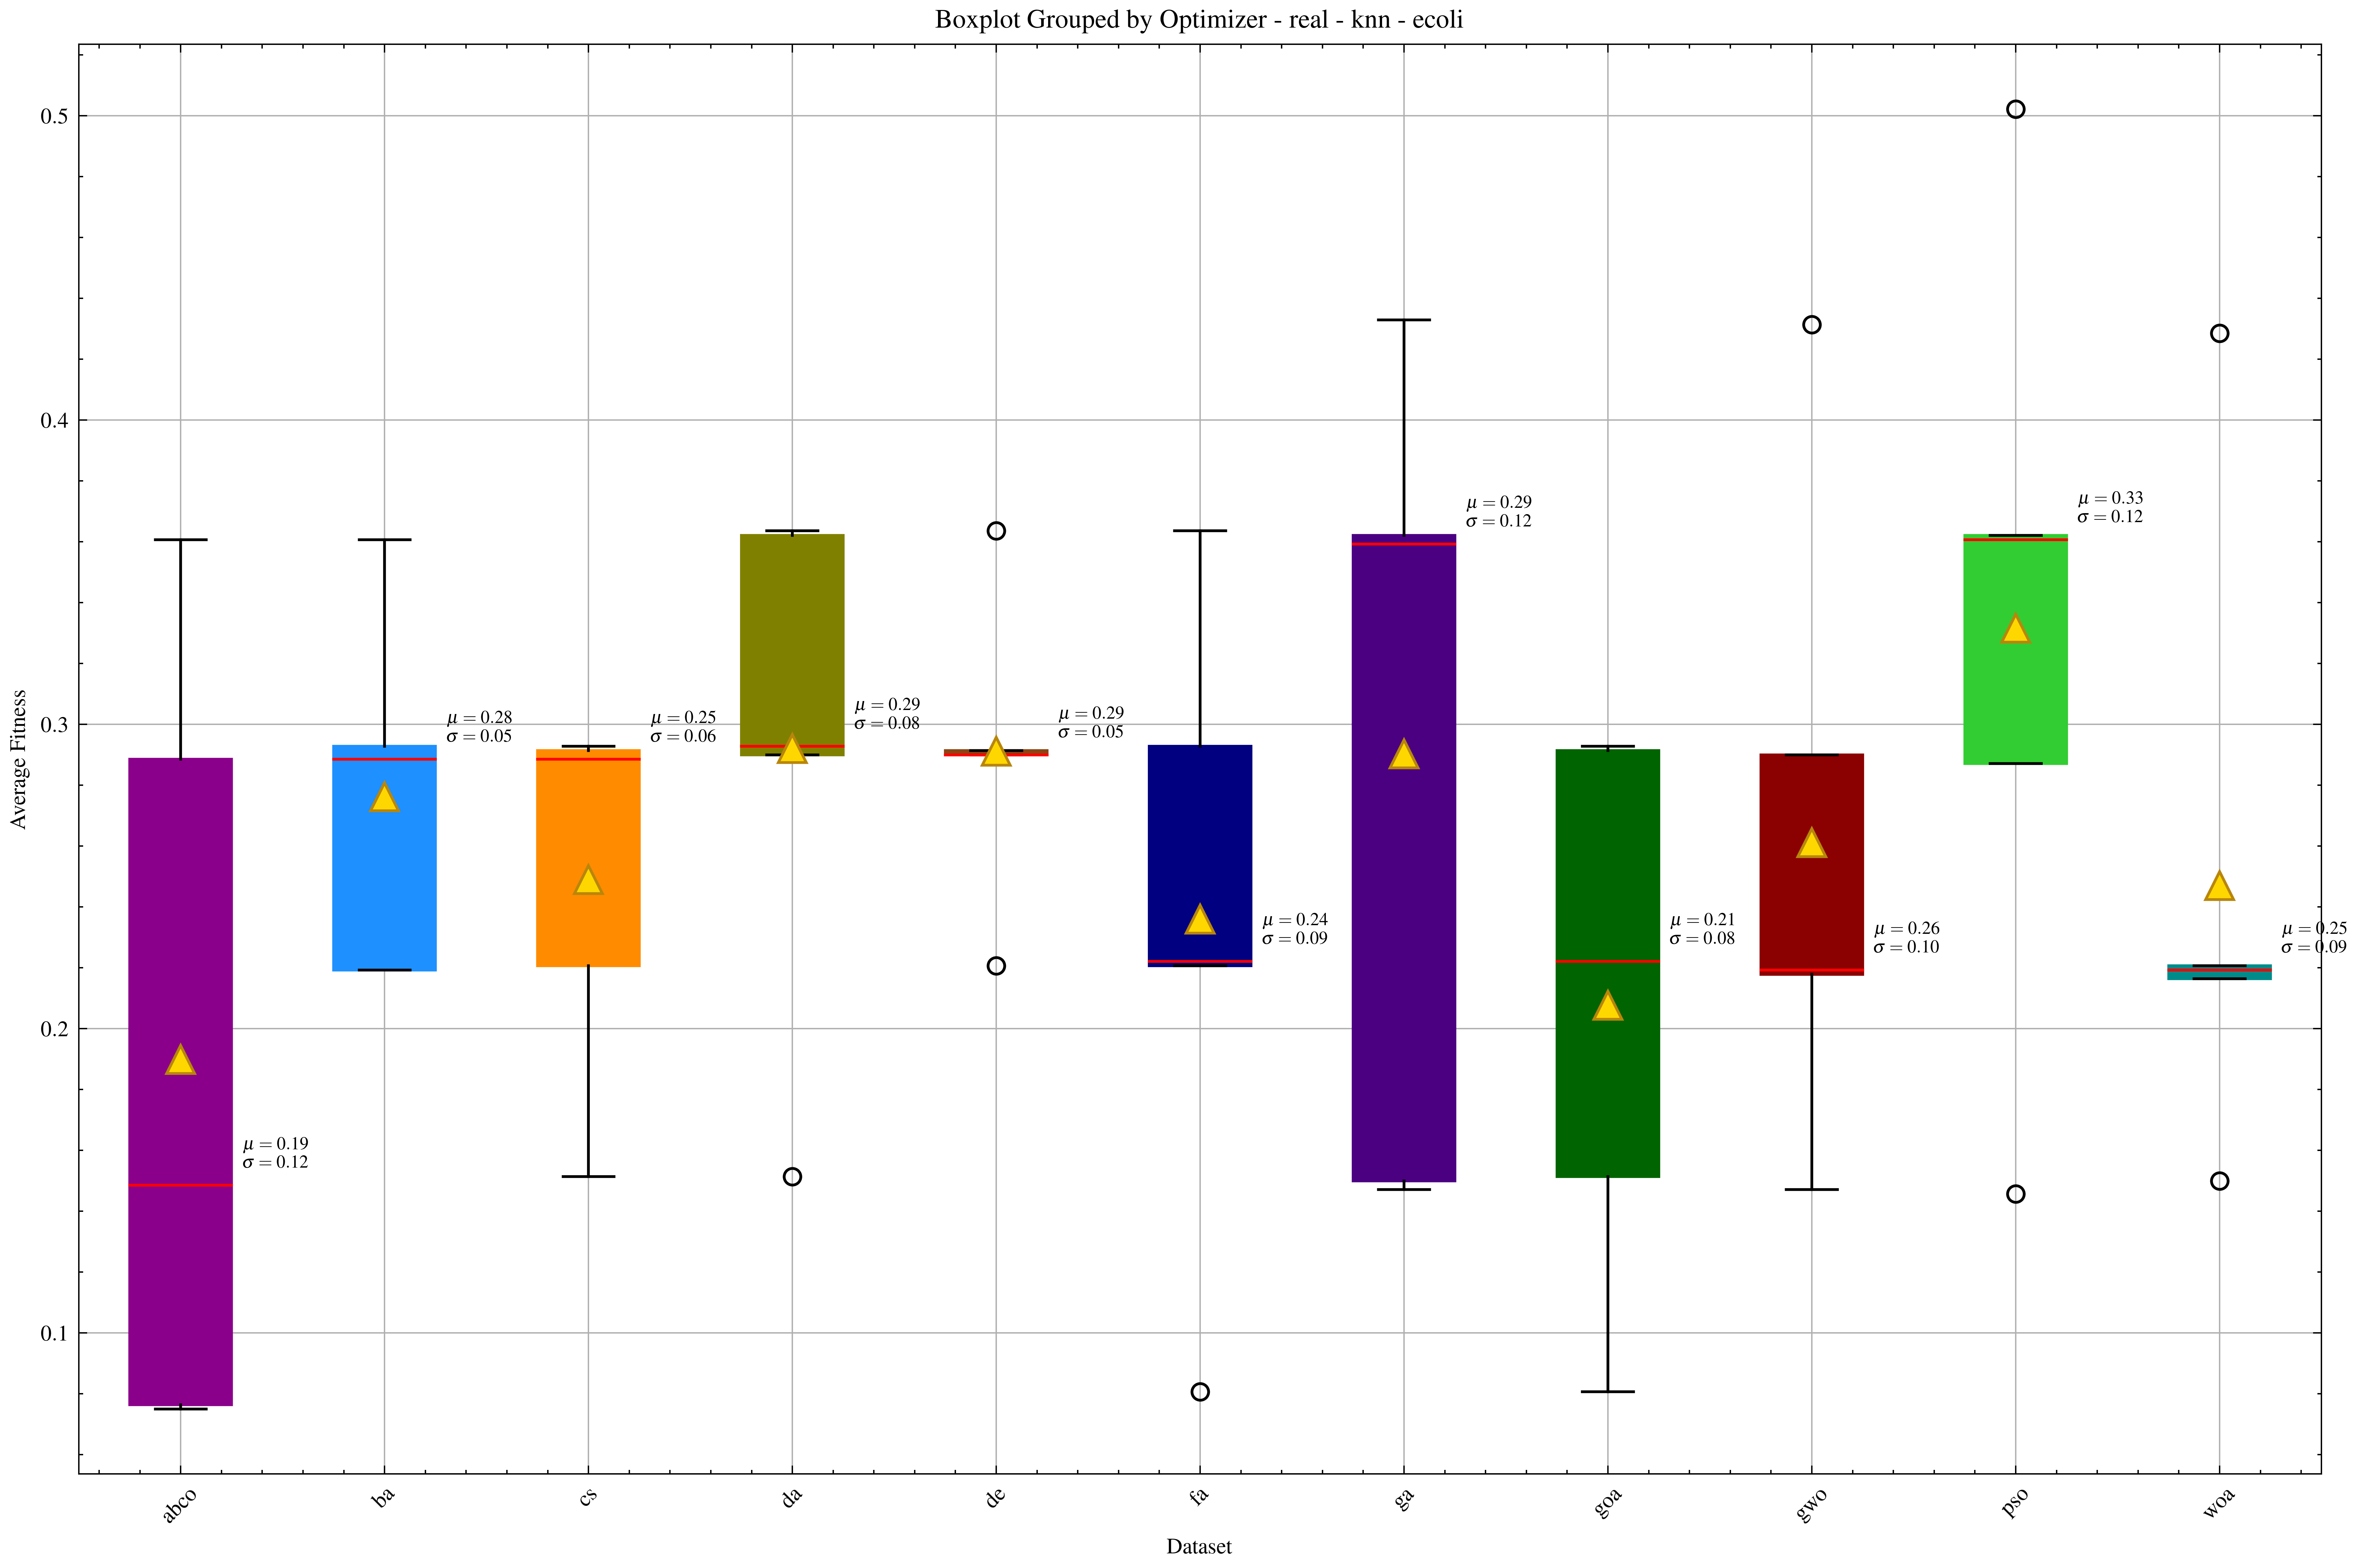 Boxplot Grouped by Optimizer - real - knn - ecoli
Average Fitness
0.5
0.4
0.3
0.2
0.1
μ = 0.19
σ = 0.12
μ = 0.28
σ = 0.05
μ = 0.25
σ = 0.06
μ = 0.29
σ = 0.08
μ = 0.29
σ = 0.05
μ = 0.24
σ = 0.09
μ = 0.29
σ = 0.12
μ = 0.21
σ = 0.08
μ = 0.26
σ = 0.10
μ = 0.33
σ = 0.12
μ = 0.25
σ = 0.09
abco
ba
cs
da
de
fa
ga
goa
gwo
pso
woa
Dataset